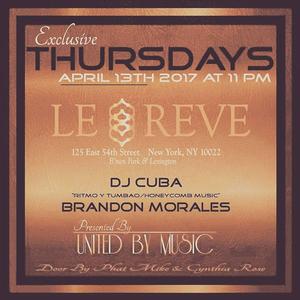 Exclusive
THURSDAYS
APRIL 13TH 2017 AT 11 PM
LE REVE
125 East 54th Street New York, NY 10022
B'twn Park & Lexington
DJ CUBA
"RITMO Y TUMBAO/HONEYCOMB MUSIC"
BRANDON MORALES
Presented By
UNITED BY MUSIC
Door By Phat Mike & Cynthia Rose